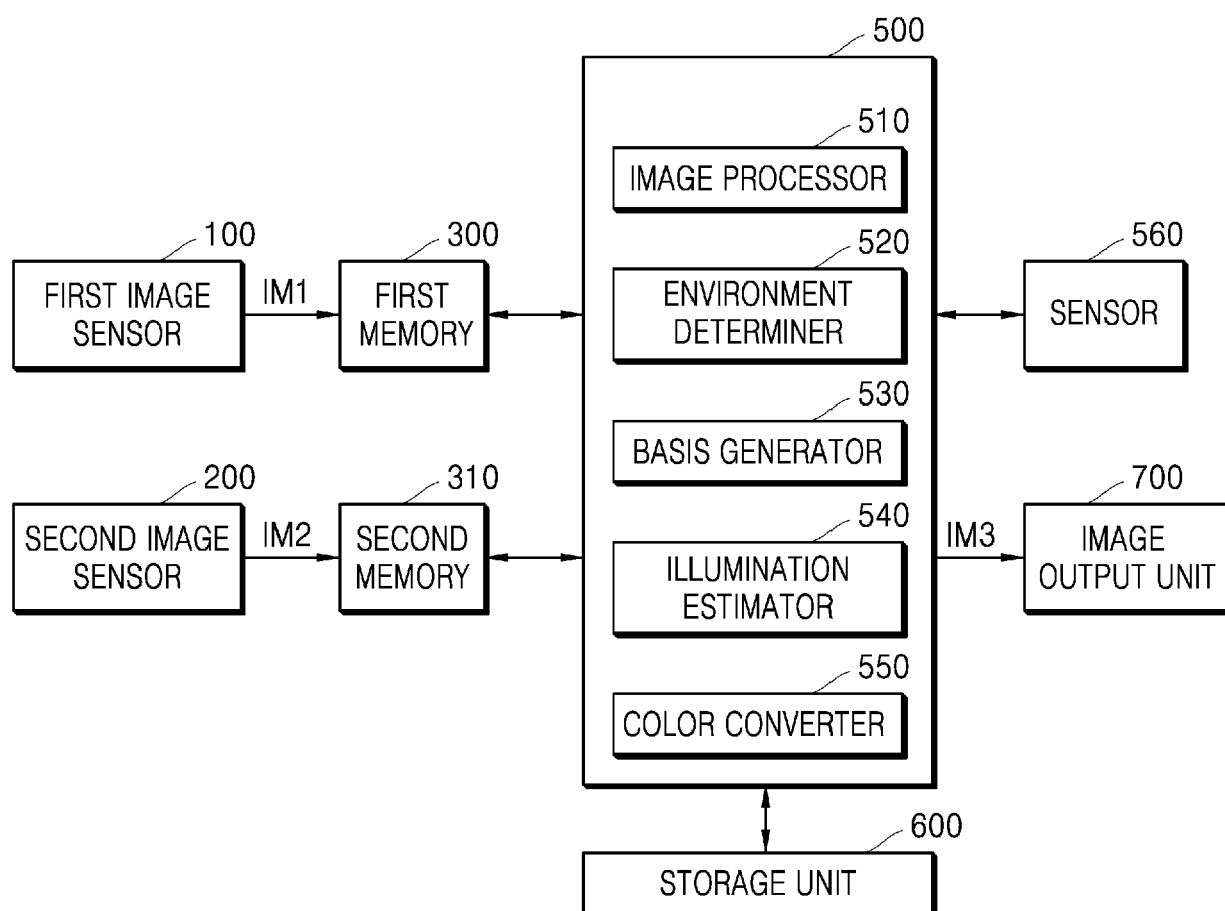 500
510
IMAGE PROCESSOR
100
300
520
560
FIRST IMAGE
SENSOR
IM1
FIRST
MEMORY
ENVIRONMENT
DETERMINER
SENSOR
530
BASIS GENERATOR
200
310
700
SECOND IMAGE
SENSOR
IM2
SECOND
MEMORY
540
ILLUMINATION
ESTIMATOR
IM3
IMAGE
OUTPUT UNIT
550
COLOR CONVERTER
600
STORAGE UNIT